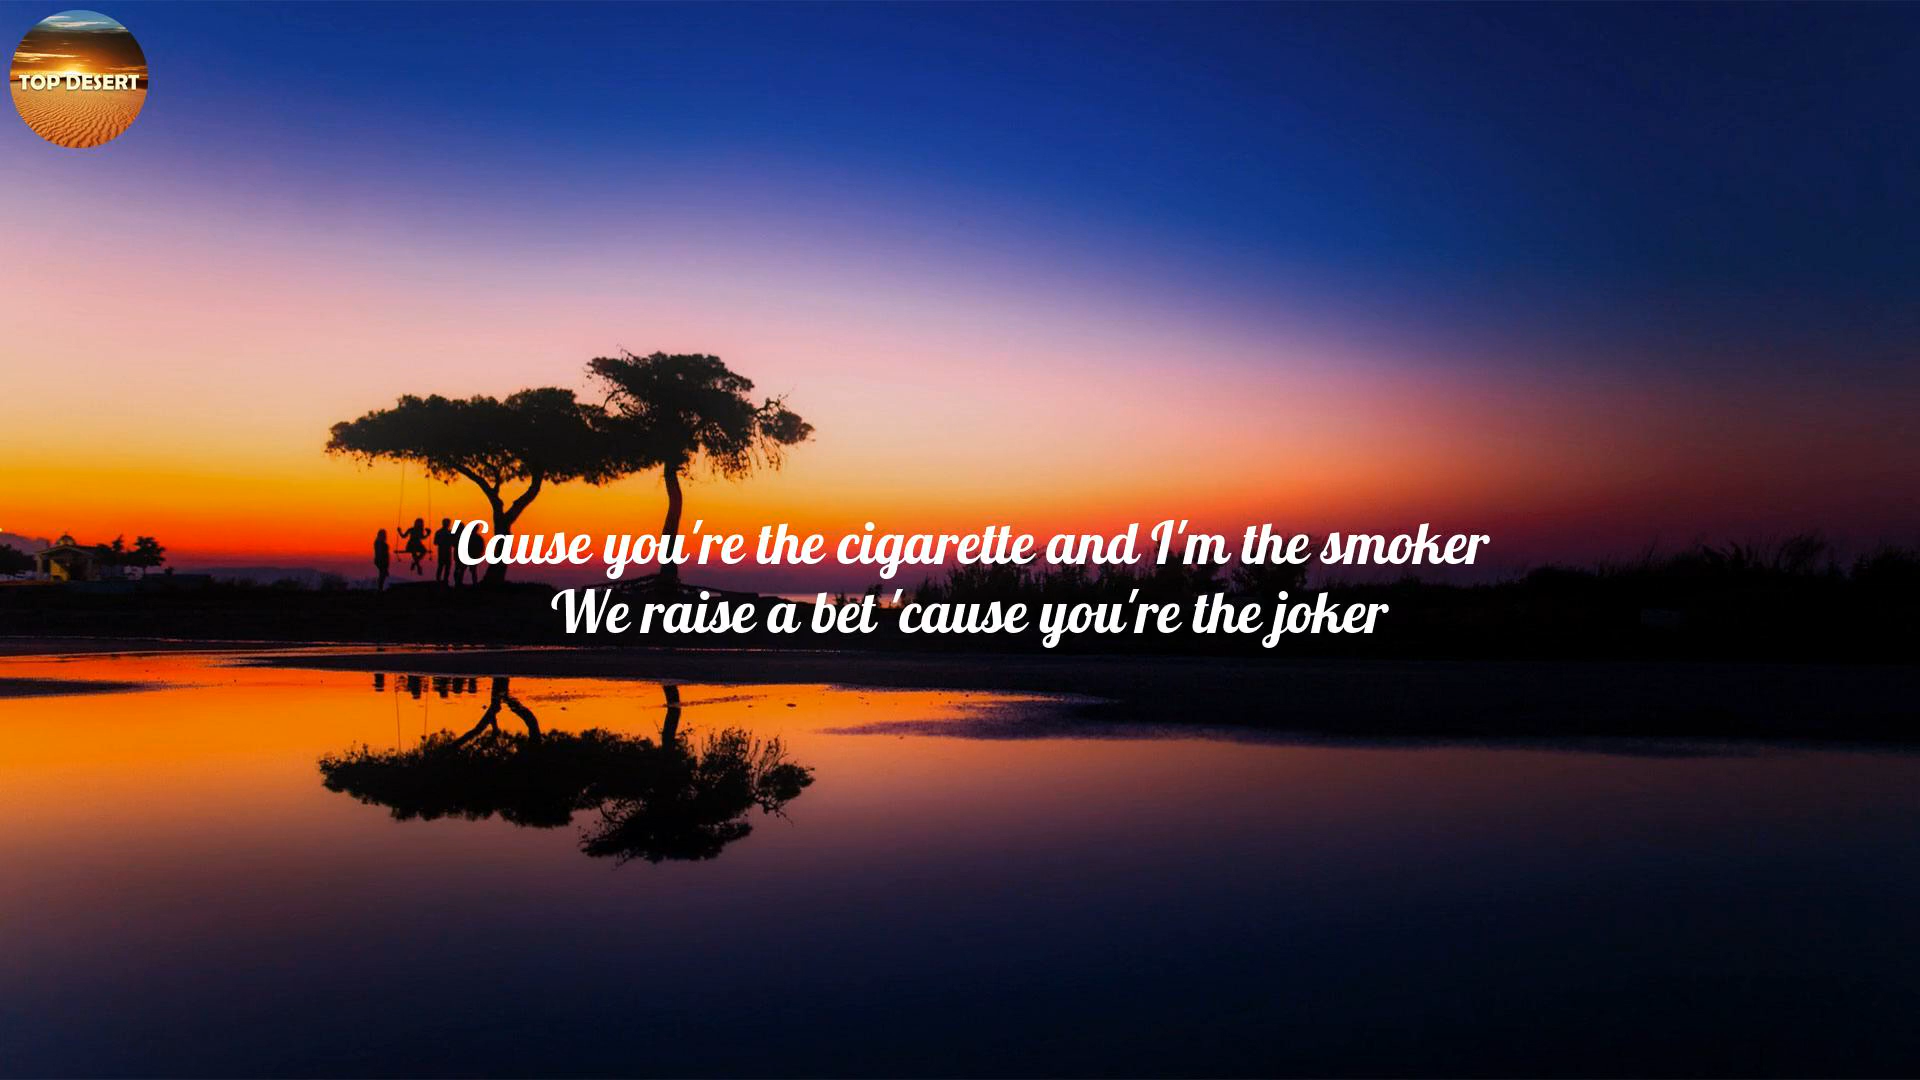 TOP DESERT
'Cause you're the cigarette and I'm the smoker
We raise a bet 'cause you're the joker